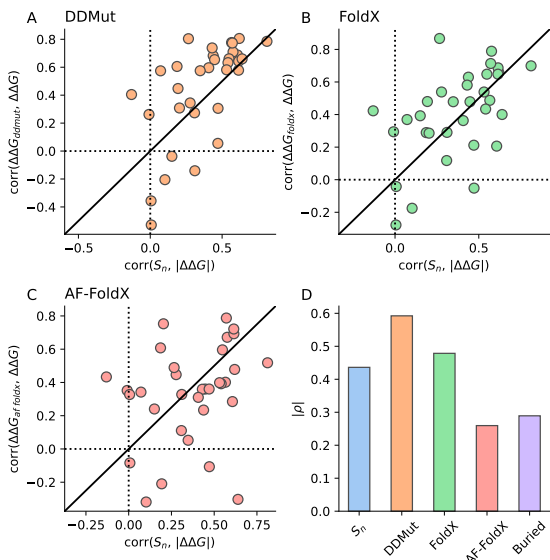 A
DDMut
0.8
0.6
0.4
0.2
0.0
−0.2
−0.4
−0.5
0.0
0.5
corr(ΔΔG_ddmut, ΔΔG)
corr(S_n, |ΔΔG|)
B
FoldX
0.8
0.6
0.4
0.2
0.0
−0.2
0.0
0.5
corr(ΔΔG_foldx, ΔΔG)
corr(S_n, |ΔΔG|)
C
AF-FoldX
0.8
0.6
0.4
0.2
0.0
−0.2
0.00
0.25
0.50
0.75
corr(ΔΔG_af foldx, ΔΔG)
corr(S_n, |ΔΔG|)
D
0.6
0.5
0.4
0.3
0.2
0.1
0.0
|ρ|
S_n
DDMut
FoldX
AF-FoldX
Buried